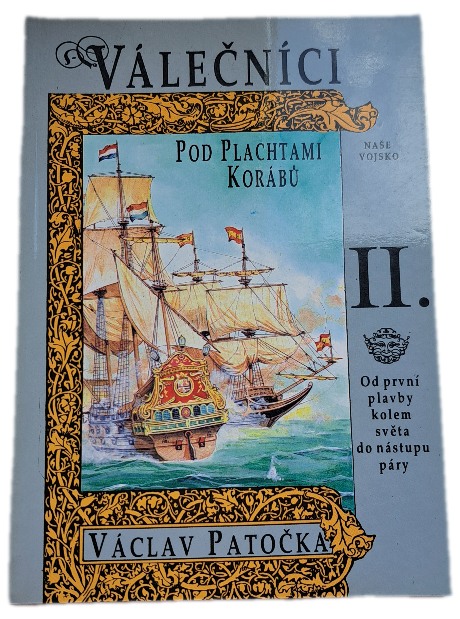 VÁLEČNÍCI
POD PLACHTAMI
KORÁBŮ
NAŠE
VOJSKO
II.
Od první
plavby
kolem
světa
do nástupu
páry
VÁCLAV PATOČKA